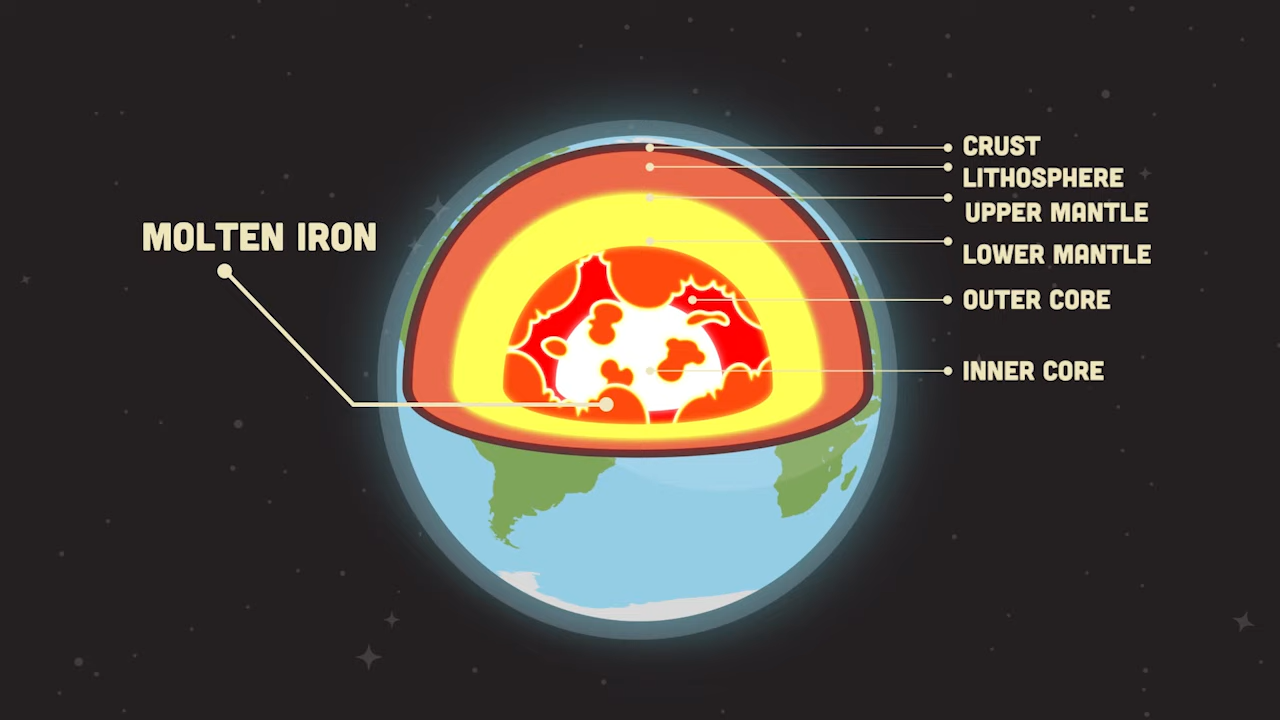 CRUST
LITHOSPHERE
UPPER MANTLE
MOLTEN IRON
LOWER MANTLE
OUTER CORE
INNER CORE